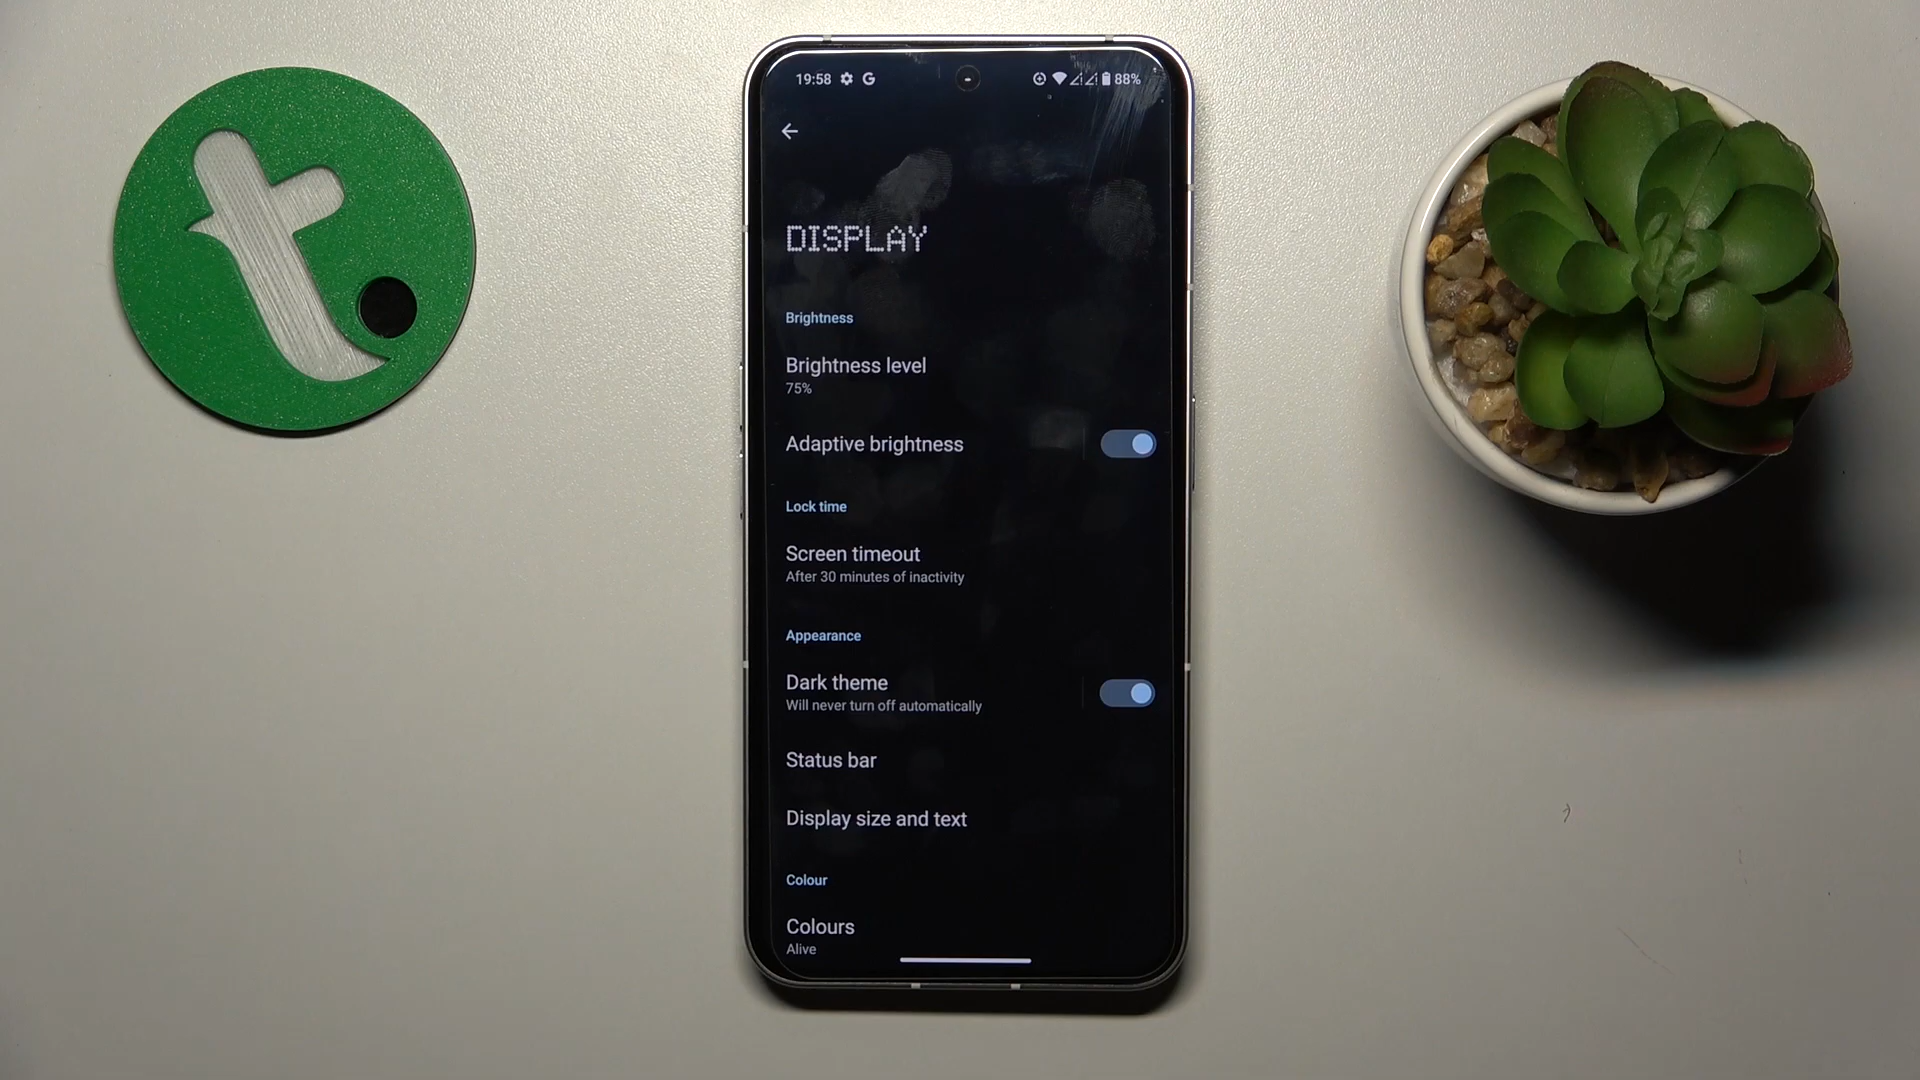 19:58 G 88%
DISPLAY
Brightness
Brightness level
75%
Adaptive brightness
Lock time
Screen timeout
After 30 minutes of inactivity
Appearance
Dark theme
Will never turn off automatically
Status bar
Display size and text
Colour
Colours
Alive
t.